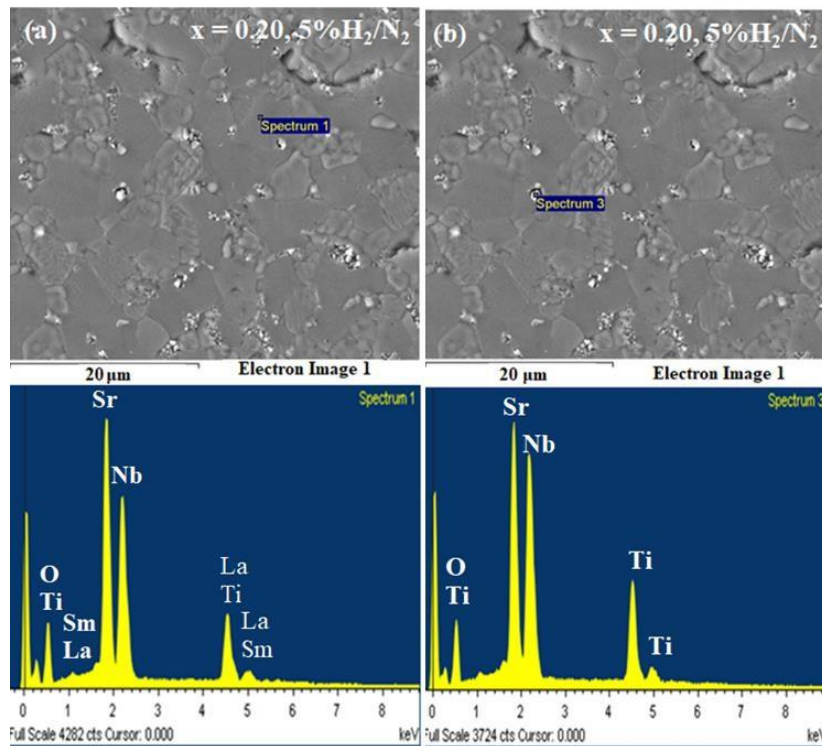 (a) x = 0.20, 5%H₂/N₂
Spectrum 1
20 μm Electron Image 1
Spectrum 1
Sr
Nb
O
Ti
Sm
La
La
Ti
La
Sm
0 1 2 3 4 5 6 7 8
Full Scale 4282 cts Cursor: 0.000 keV
(b) x = 0.20, 5%H₂/N₂
Spectrum 3
20 μm Electron Image 1
Spectrum 3
Sr
Nb
O
Ti
Ti
Ti
0 1 2 3 4 5 6 7 8
Full Scale 3724 cts Cursor: 0.000 keV